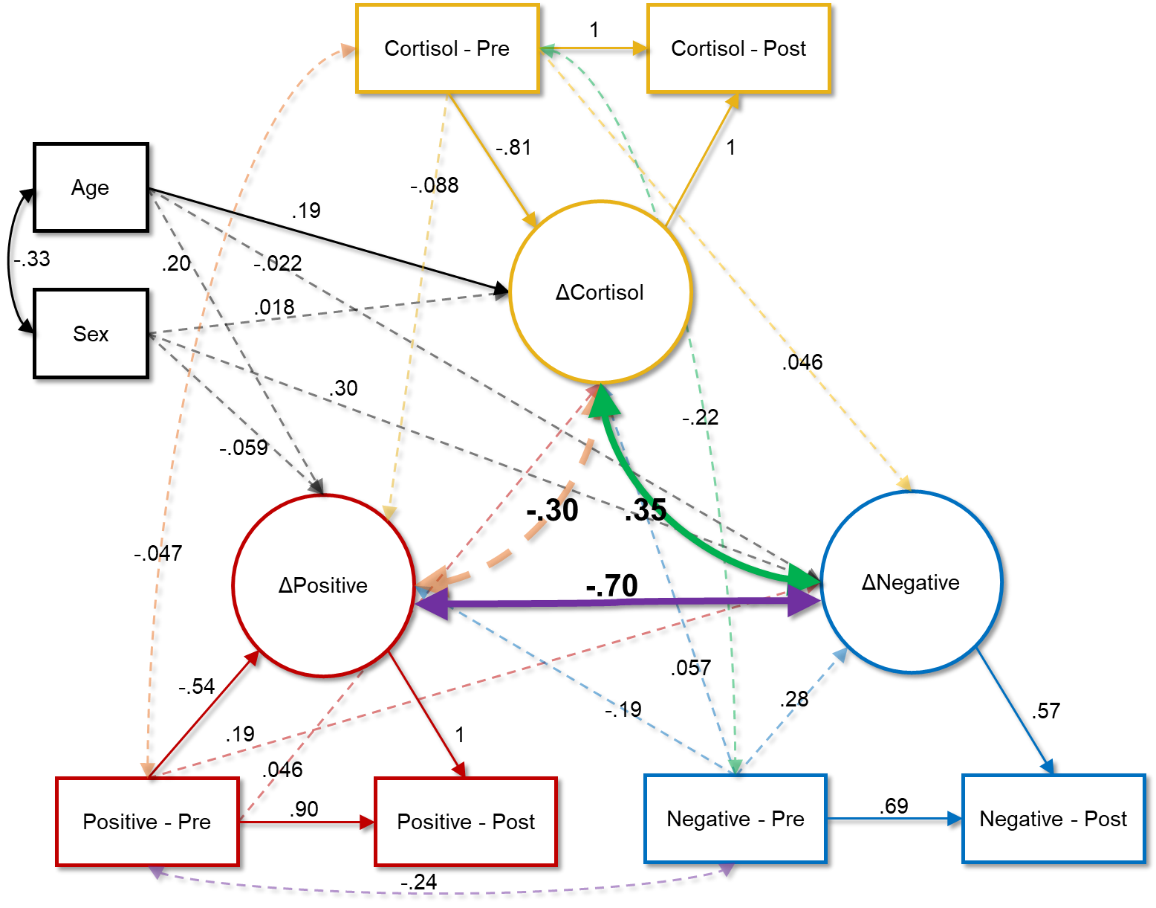 Cortisol - Pre
1
Cortisol - Post
-.81
1
Age
-.088
.19
-.33
.20
-.022
.018
Sex
ΔCortisol
.046
.30
-.22
-.059
-.30
.35
-.047
ΔPositive
-.70
ΔNegative
.057
-.54
.28
-.19
.57
.19
1
.046
Positive - Pre
.90
Positive - Post
Negative - Pre
.69
Negative - Post
-.24